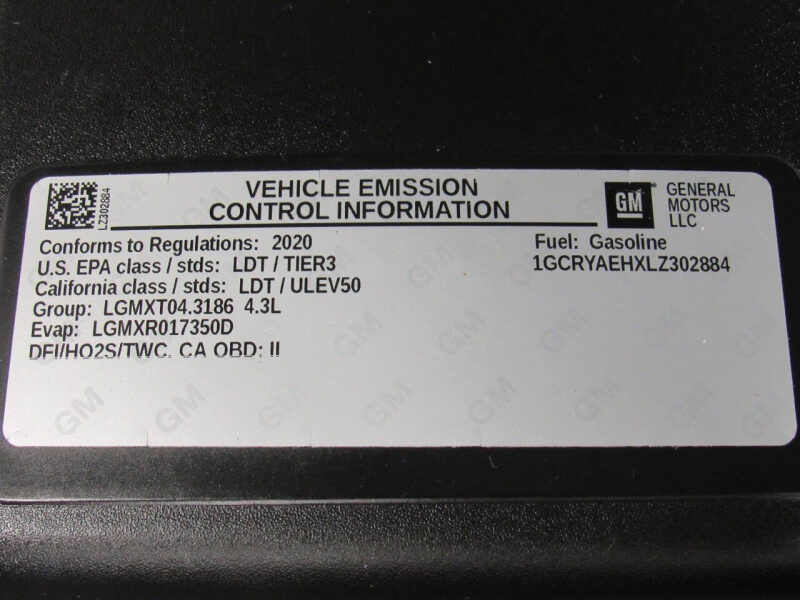 LZ302884
VEHICLE EMISSION
CONTROL INFORMATION
GM
GENERAL
MOTORS
LLC
Conforms to Regulations: 2020
U.S. EPA class / stds: LDT / TIER3
California class / stds: LDT / ULEV50
Group: LGMXT04.3186 4.3L
Evap: LGMXR017350D
DFI/HO2S/TWC, CA OBD: II
Fuel: Gasoline
1GCRYAEHXLZ302884